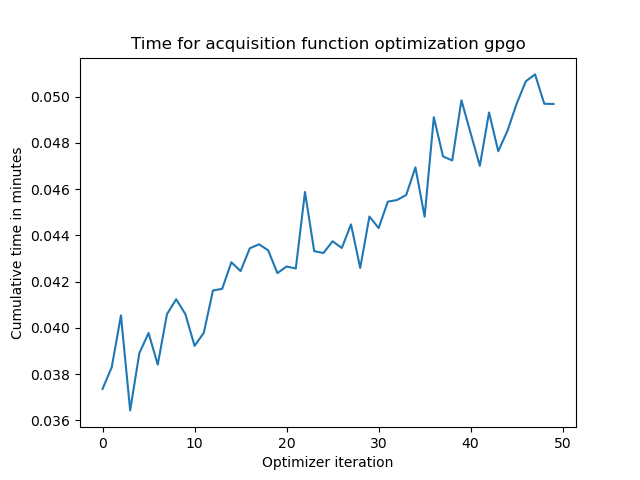 Time for acquisition function optimization gpgo
Cumulative time in minutes
0.050
0.048
0.046
0.044
0.042
0.040
0.038
0.036
0 10 20 30 40 50
Optimizer iteration